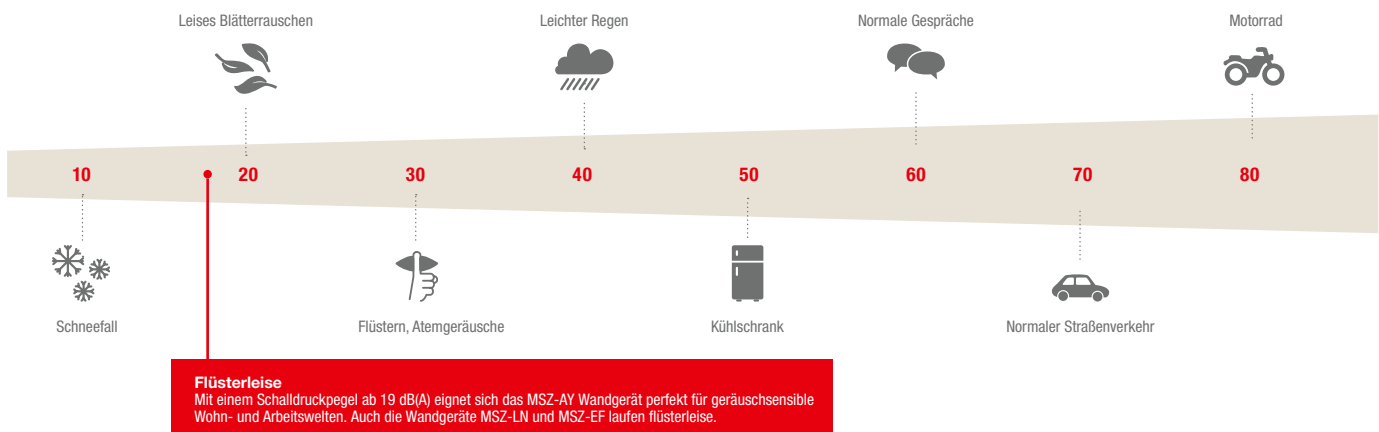 Leises Blätterrauschen
Leichter Regen
Normale Gespräche
Motorrad
10
20
30
40
50
60
70
80
Schneefall
Flüstern, Atemgeräusche
Kühlschrank
Normaler Straßenverkehr
Flüsterleise
Mit einem Schalldruckpegel ab 19 dB(A) eignet sich das MSZ-AY Wandgerät perfekt für geräuschsensible
Wohn- und Arbeitswelten. Auch die Wandgeräte MSZ-LN und MSZ-EF laufen flüsterleise.